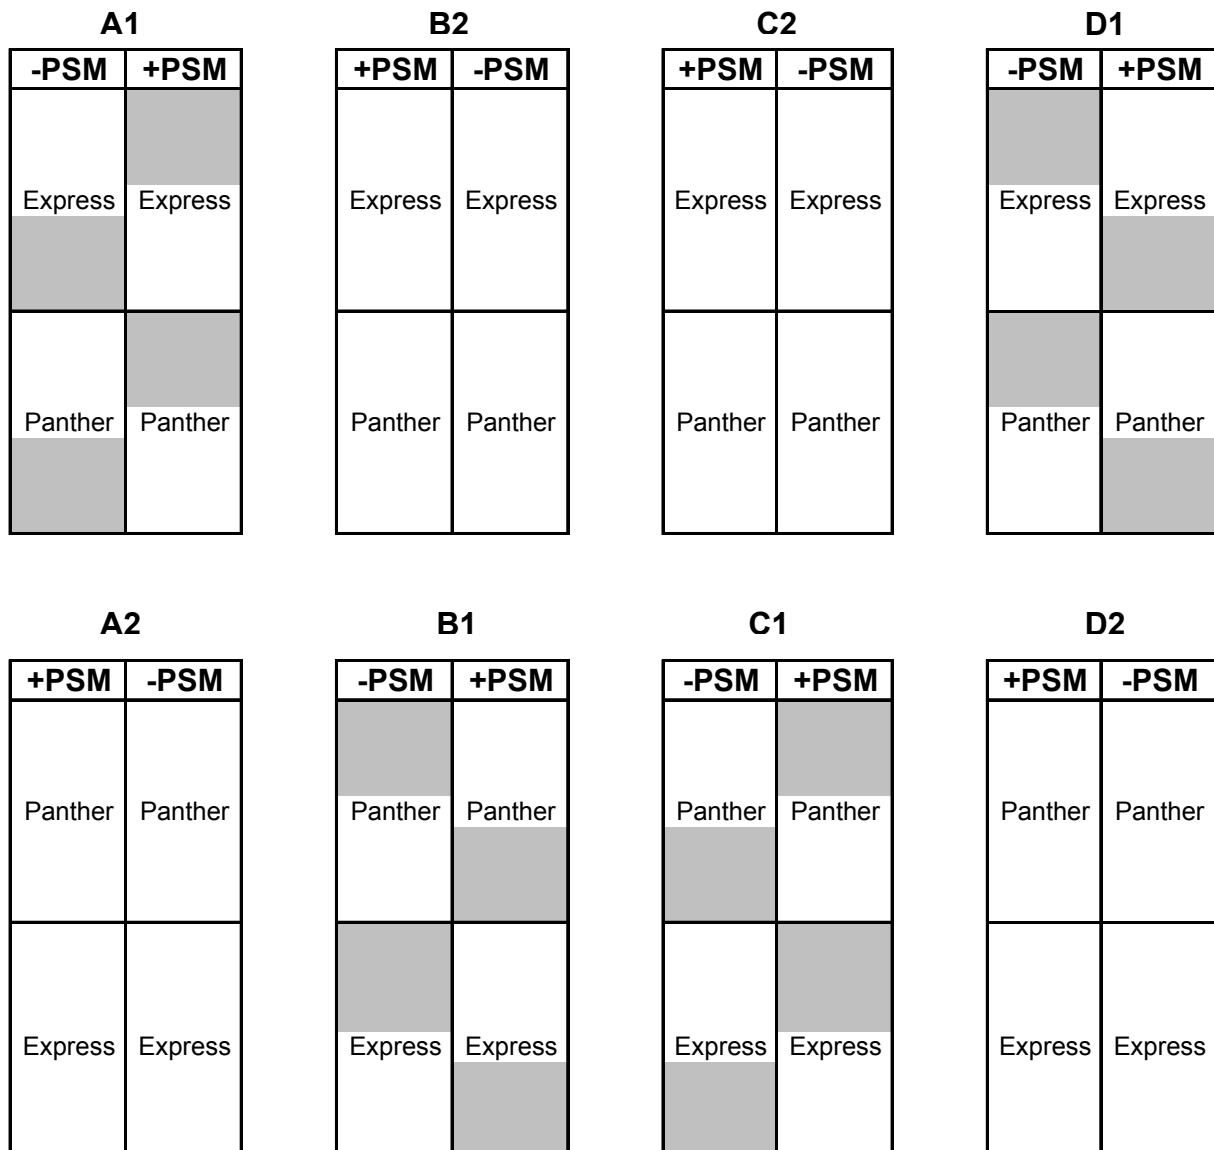 A1 B2 C2 D1
-PSM +PSM +PSM -PSM +PSM -PSM -PSM +PSM
Express Express Express Express Express Express Express Express
Panther Panther Panther Panther Panther Panther Panther Panther
A2 B1 C1 D2
+PSM -PSM -PSM +PSM -PSM +PSM +PSM -PSM
Panther Panther Panther Panther Panther Panther Panther Panther
Express Express Express Express Express Express Express Express